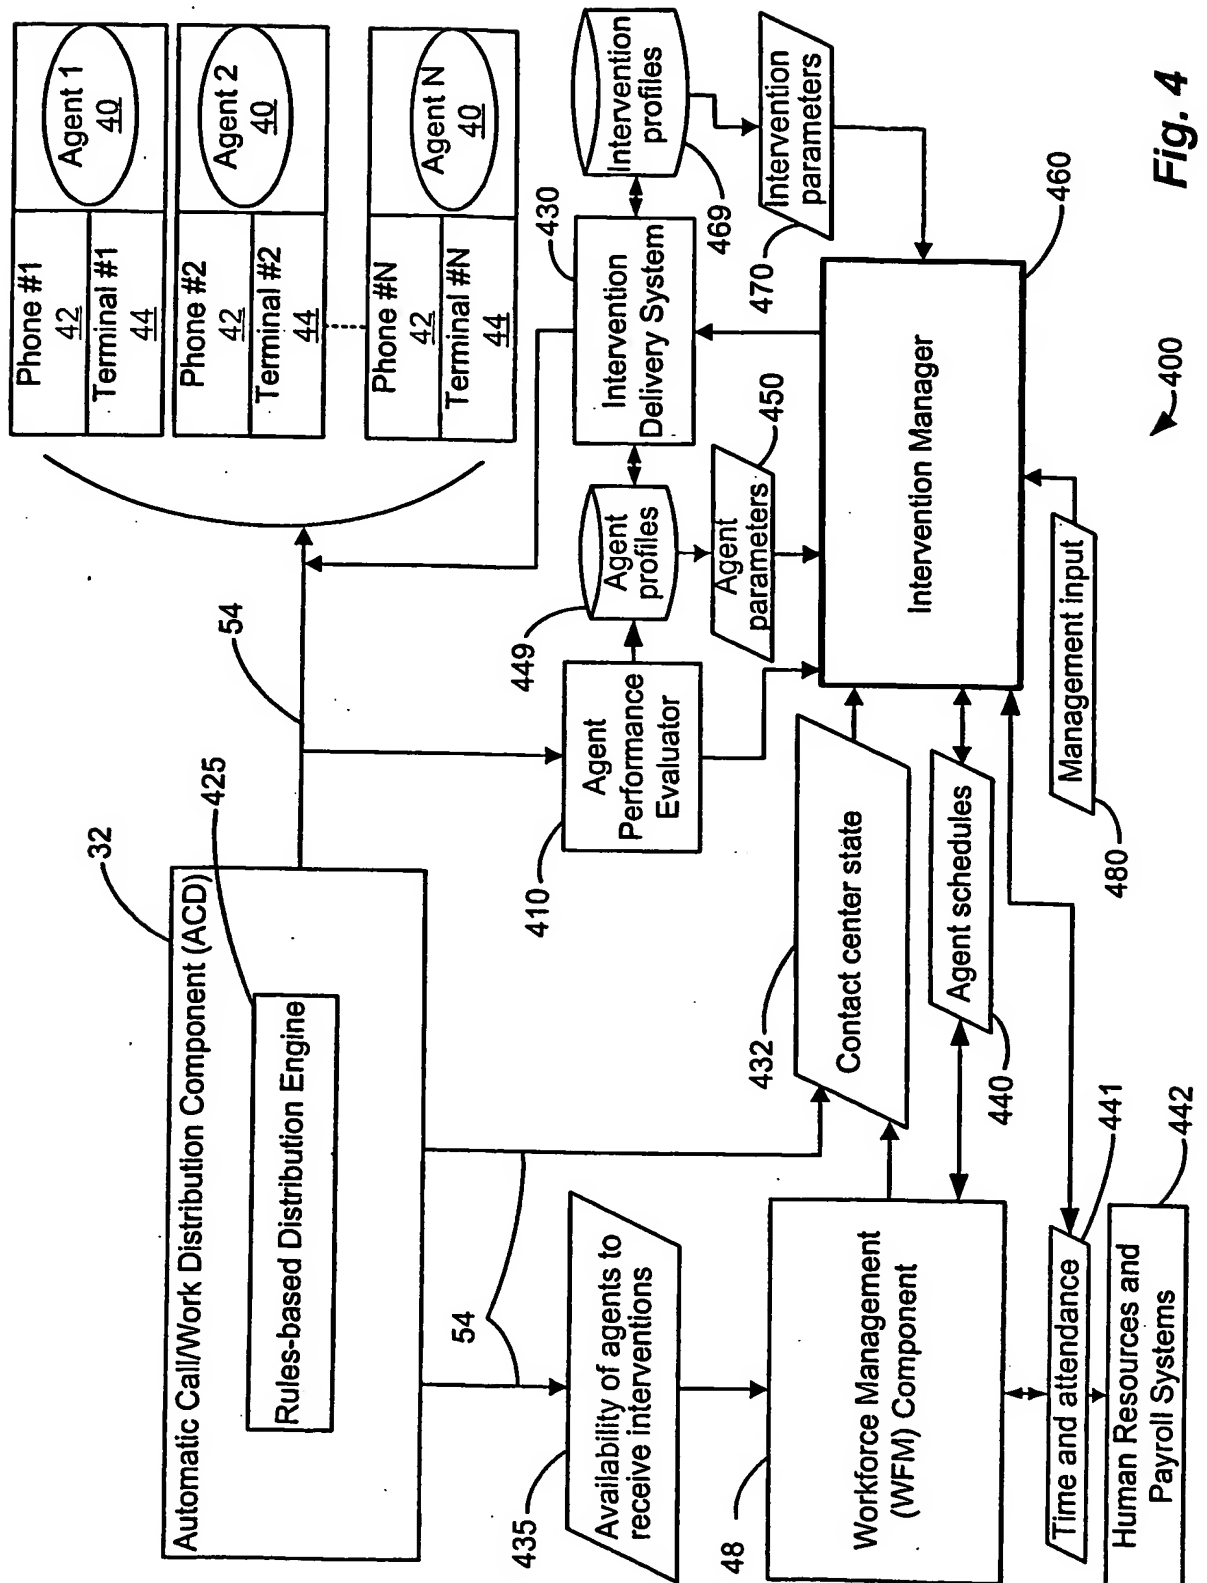 32
425
Automatic Call/Work Distribution Component (ACD)
Rules-based Distribution Engine
54
Phone #1
42
Terminal #1
44
Agent 1
40
Phone #2
42
Terminal #2
44
Agent 2
40
Phone #N
42
Terminal #N
44
Agent N
40
54
435
Availability of agents to
receive interventions
410
Agent
Performance
Evaluator
449
Agent
profiles
430
Intervention
Delivery System
Intervention
profiles
469
450
Agent
parameters
470
Intervention
parameters
48
Workforce Management
(WFM) Component
432
Contact center state
Agent schedules
440
Intervention Manager
460
441
Time and attendance
442
Human Resources and
Payroll Systems
480
Management input
400
Fig. 4